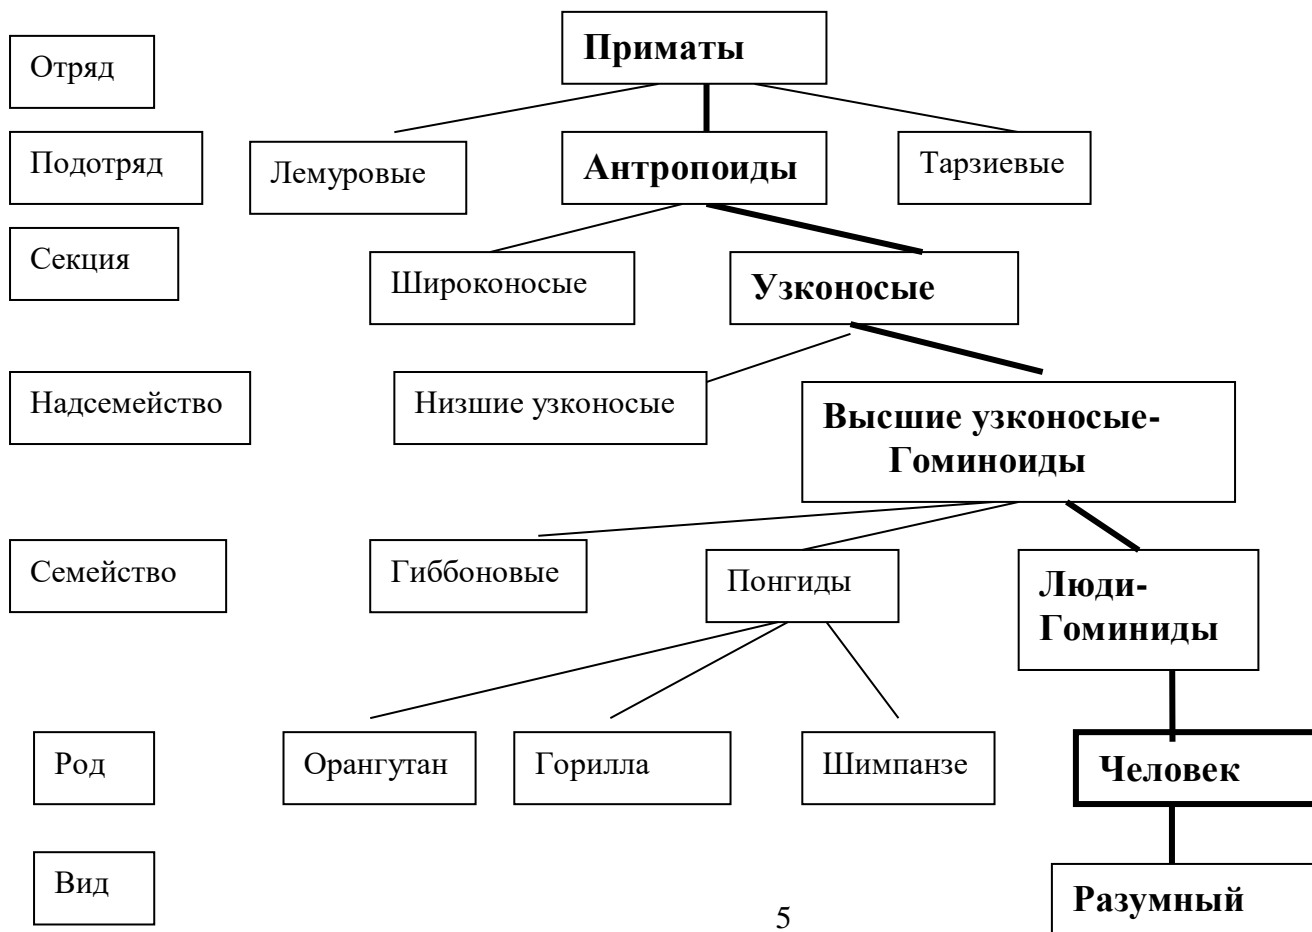 Отряд
Приматы
Подотряд
Лемуровые
Антропоиды
Тарзиевые
Секция
Широконосые
Узконосые
Надсемейство
Низшие узконосые
Высшие узконосые-
Гоминоиды
Семейство
Гиббоновые
Понгиды
Люди-
Гоминиды
Род
Орангутан
Горилла
Шимпанзе
Человек
Вид
Разумный
5